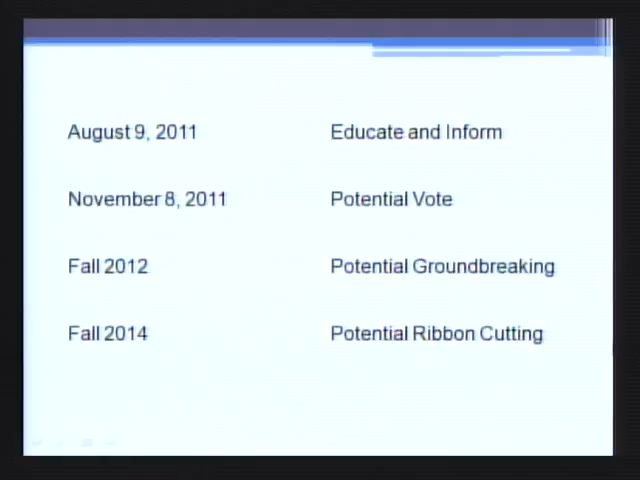 August 9, 2011 Educate and Inform
November 8, 2011 Potential Vote
Fall 2012 Potential Groundbreaking
Fall 2014 Potential Ribbon Cutting